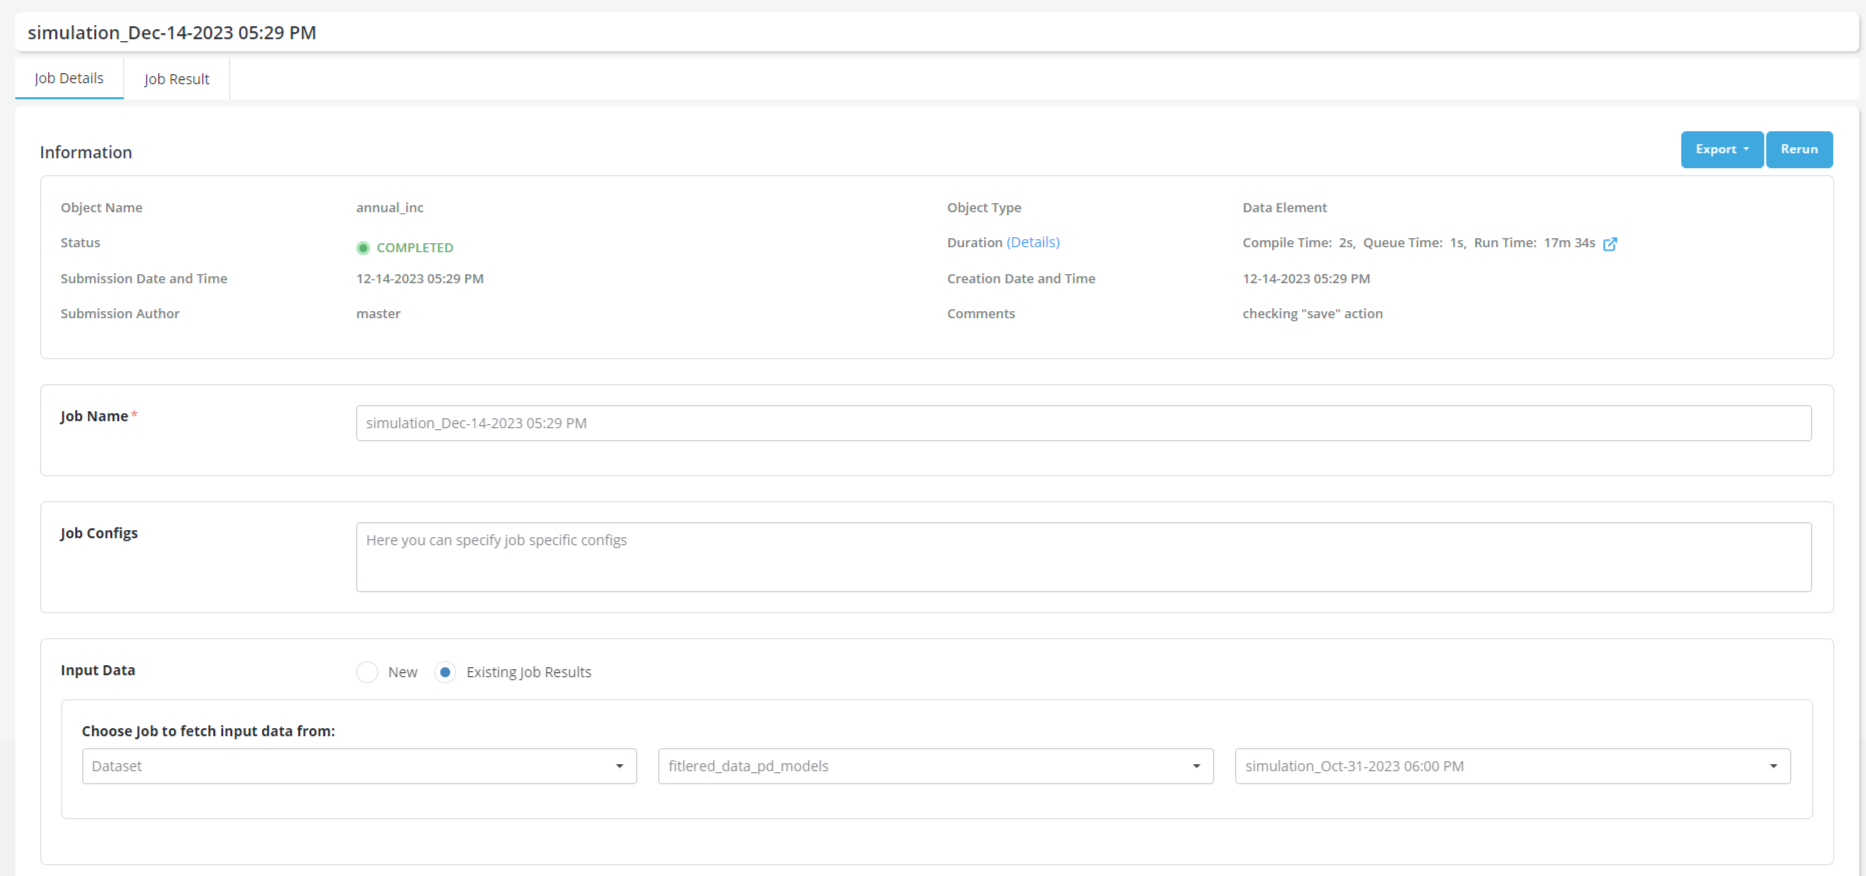 simulation_Dec-14-2023 05:29 PM
Job Details Job Result
Information Export Rerun
Object Name annual_inc Object Type Data Element
Status COMPLETED Duration (Details) Compile Time: 2s, Queue Time: 1s, Run Time: 17m 34s
Submission Date and Time 12-14-2023 05:29 PM Creation Date and Time 12-14-2023 05:29 PM
Submission Author master Comments checking "save" action
Job Name* simulation_Dec-14-2023 05:29 PM
Job Configs Here you can specify job specific configs
Input Data New Existing Job Results
Choose Job to fetch input data from:
Dataset fitlered_data_pd_models simulation_Oct-31-2023 06:00 PM